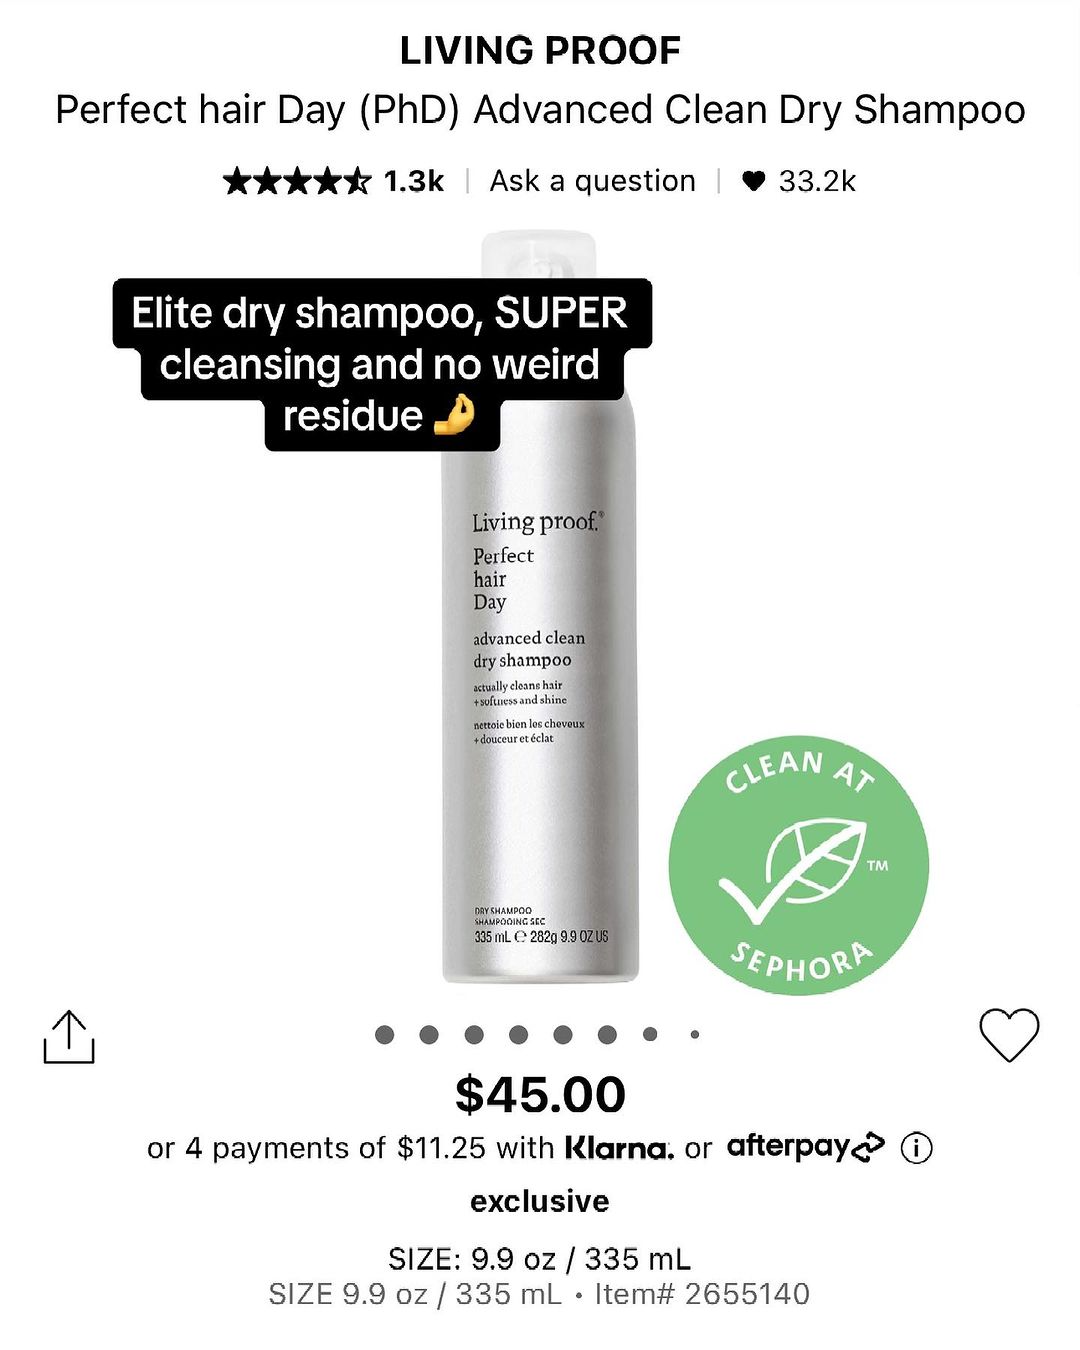 LIVING PROOF
Perfect hair Day (PhD) Advanced Clean Dry Shampoo
1.3k | Ask a question | 33.2k
Elite dry shampoo, SUPER
cleansing and no weird
residue 🤌
Living proof.®
Perfect
hair
Day
advanced clean
dry shampoo
actually cleans hair
+ softness and shine
nettoie bien les cheveux
+ douceur et éclat
DRY SHAMPOO
SHAMPOOING SEC
335 mL ℮ 282g 9.9 OZ US
CLEAN AT
TM
SEPHORA
$45.00
or 4 payments of $11.25 with Klarna. or afterpay
exclusive
SIZE: 9.9 oz / 335 mL
SIZE 9.9 oz / 335 mL • Item# 2655140